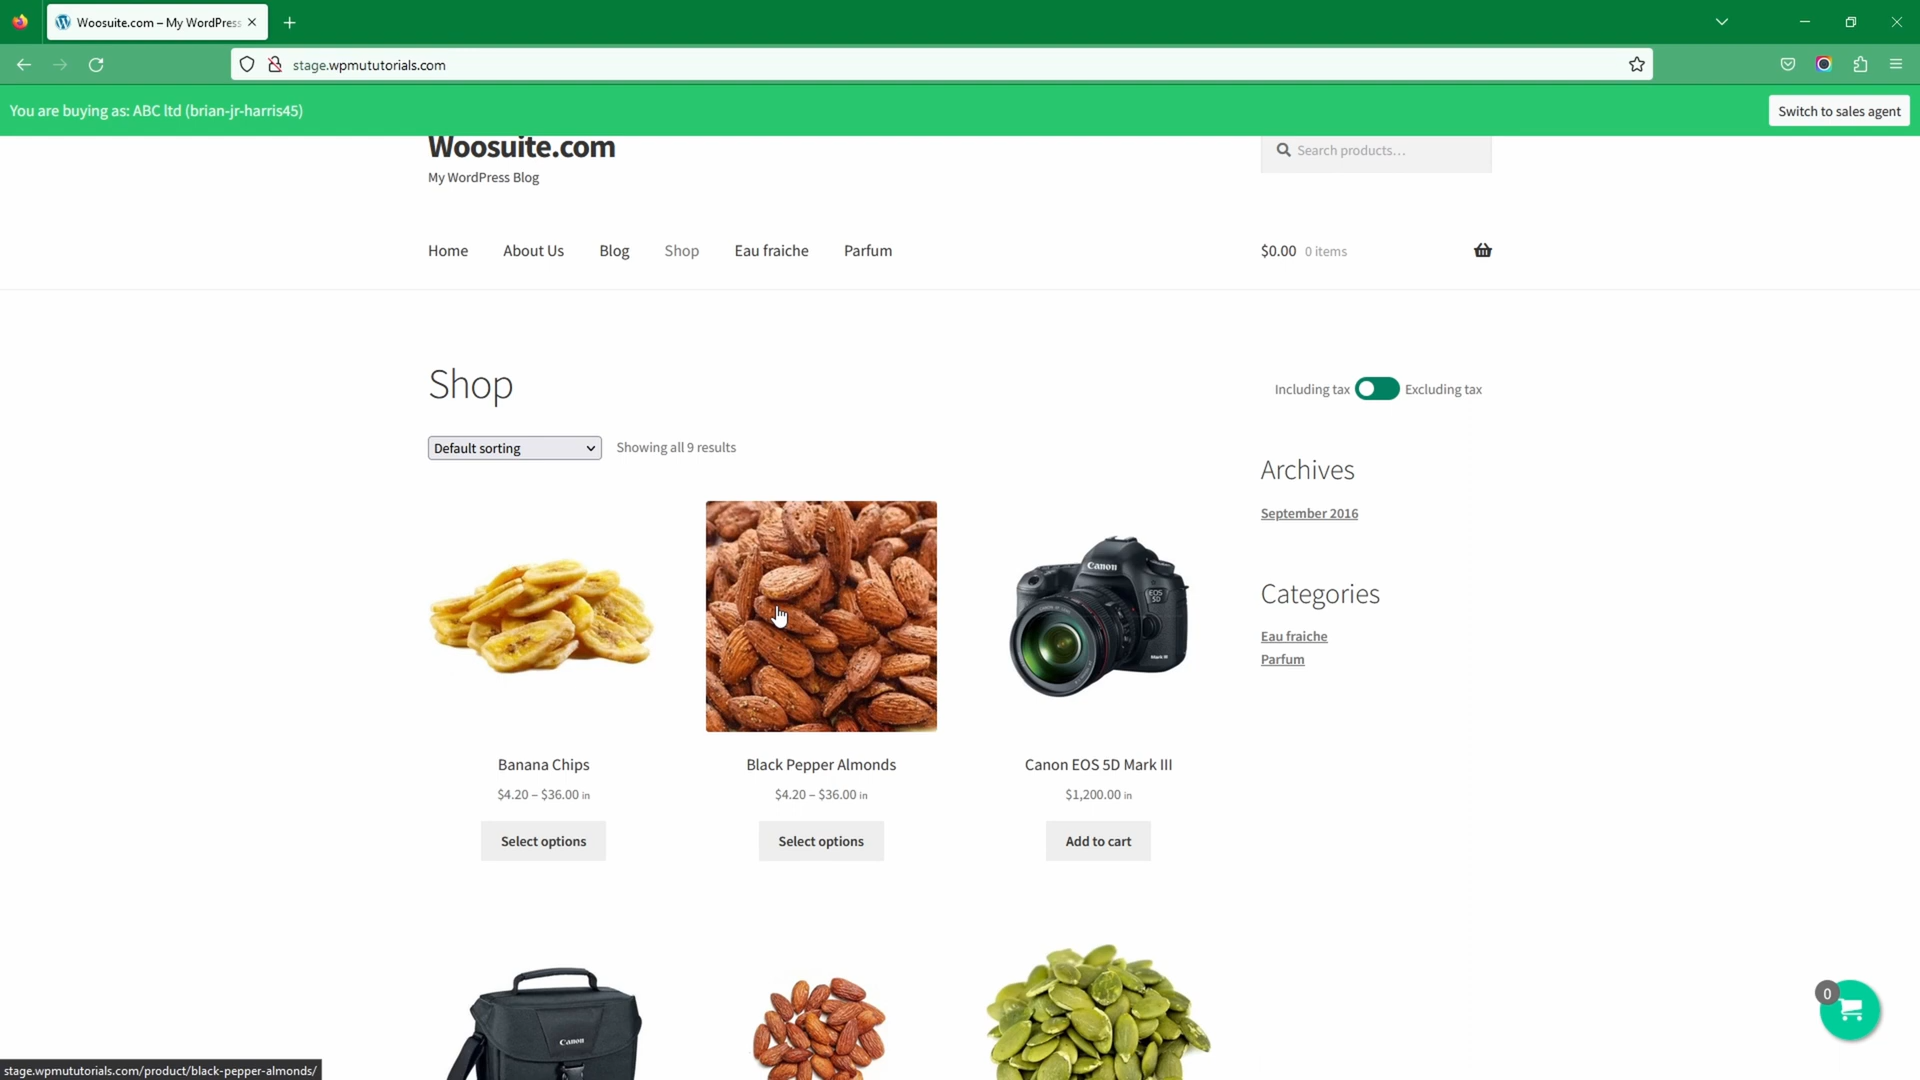 Woosuite.com – My WordPress
stage.wpmututorials.com
You are buying as: ABC ltd (brian-jr-harris45)
Switch to sales agent
Woosuite.com
My WordPress Blog
Search products…
Home About Us Blog Shop Eau fraiche Parfum
$0.00 0 items
Shop
Including tax Excluding tax
Default sorting
Showing all 9 results
Archives
September 2016
Categories
Eau fraiche
Parfum
Canon
EOS
5D
Mark III
Banana Chips
$4.20 – $36.00 in
Select options
Black Pepper Almonds
$4.20 – $36.00 in
Select options
Canon EOS 5D Mark III
$1,200.00 in
Add to cart
Canon
0
stage.wpmututorials.com/product/black-pepper-almonds/